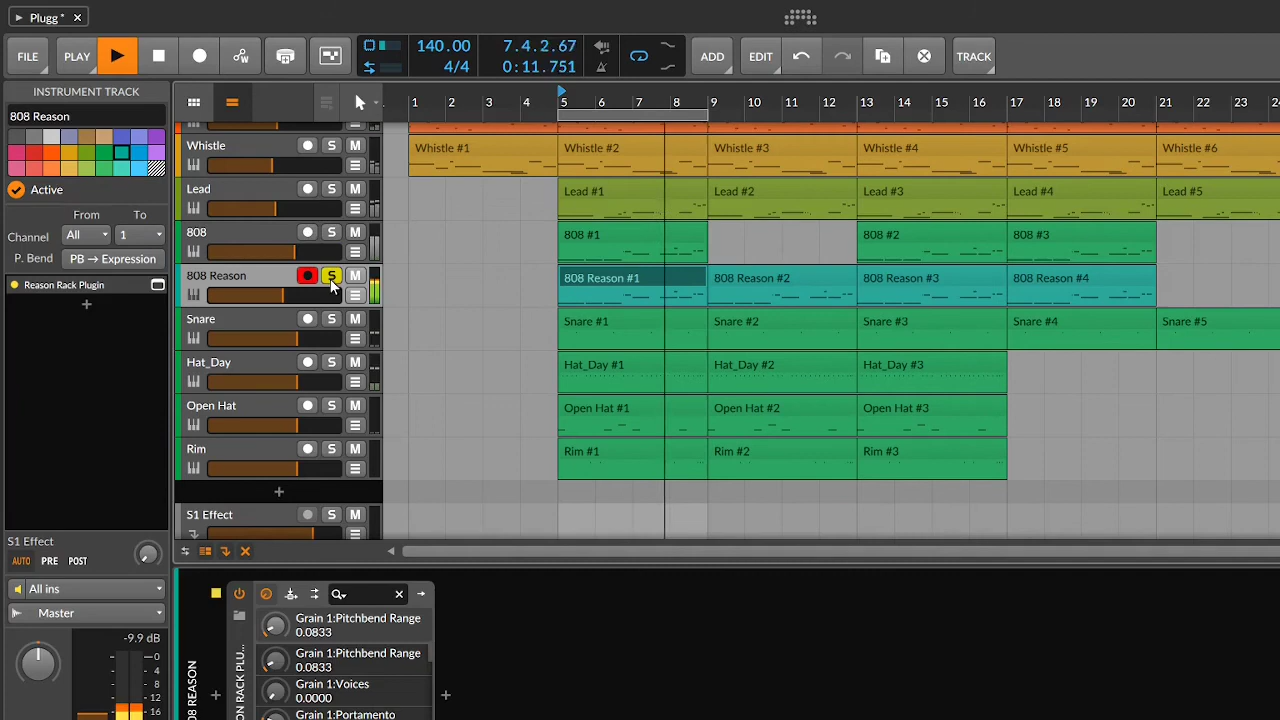 Plugg*
FILE
PLAY
140.00
4/4
7.4.2.67
0:11.751
ADD
EDIT
TRACK
INSTRUMENT TRACK
808 Reason
Active
From
To
Channel
All
1
P. Bend
PB → Expression
Reason Rack Plugin
S1 Effect
AUTO
PRE
POST
All ins
Master
-9.9 dB
0
4
8
12
16
1 2 3 4 5 6 7 8 9 10 11 12 13 14 15 16 17 18 19 20 21 22 23 24
Whistle S M Whistle #1 Whistle #2 Whistle #3 Whistle #4 Whistle #5 Whistle #6
Lead S M Lead #1 Lead #2 Lead #3 Lead #4 Lead #5
808 S M 808 #1 808 #2 808 #3
808 Reason S M 808 Reason #1 808 Reason #2 808 Reason #3 808 Reason #4
Snare S M Snare #1 Snare #2 Snare #3 Snare #4 Snare #5
Hat_Day S M Hat_Day #1 Hat_Day #2 Hat_Day #3
Open Hat S M Open Hat #1 Open Hat #2 Open Hat #3
Rim S M Rim #1 Rim #2 Rim #3
S1 Effect S M
808 REASON
Grain 1:Pitchbend Range
0.0833
Grain 1:Pitchbend Range
0.0833
Grain 1:Voices
0.0000
Grain 1:Portamento